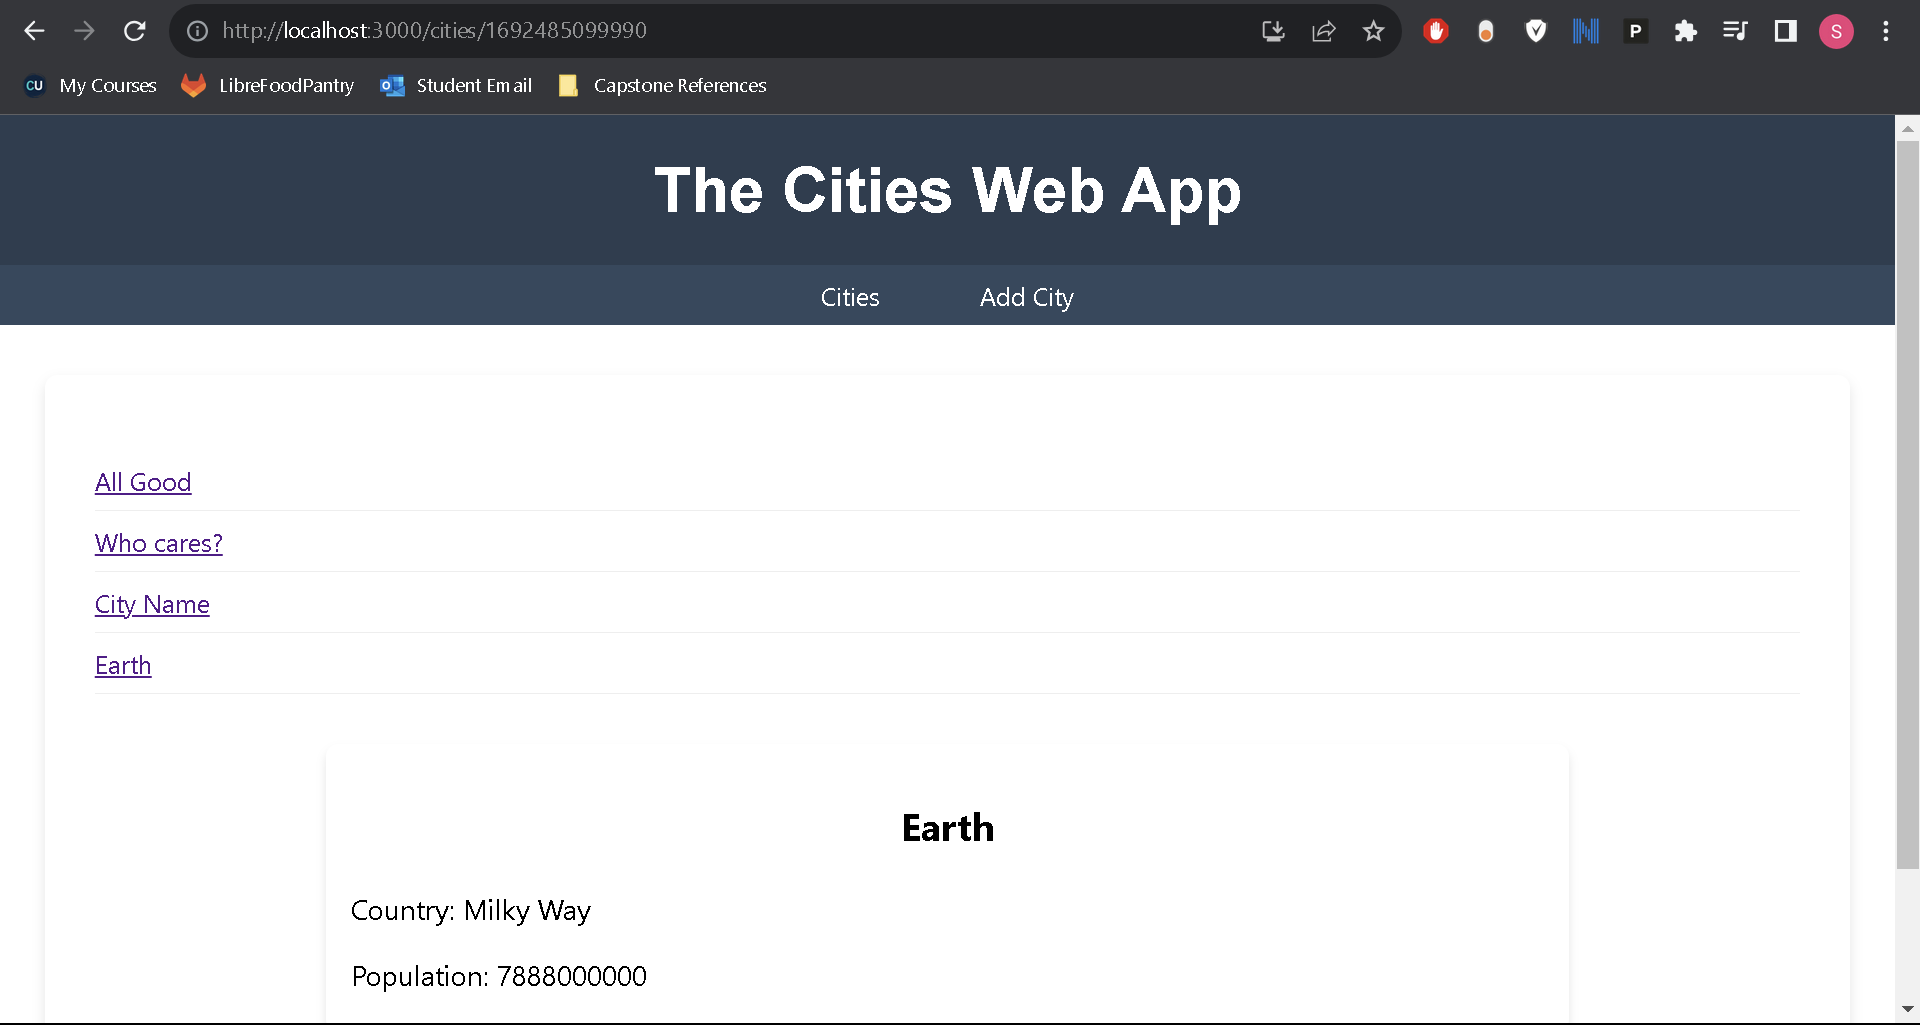 http://localhost:3000/cities/1692485099990
P
S
CU My Courses LibreFoodPantry Student Email Capstone References
The Cities Web App
Cities Add City
All Good
Who cares?
City Name
Earth
Earth
Country: Milky Way
Population: 7888000000